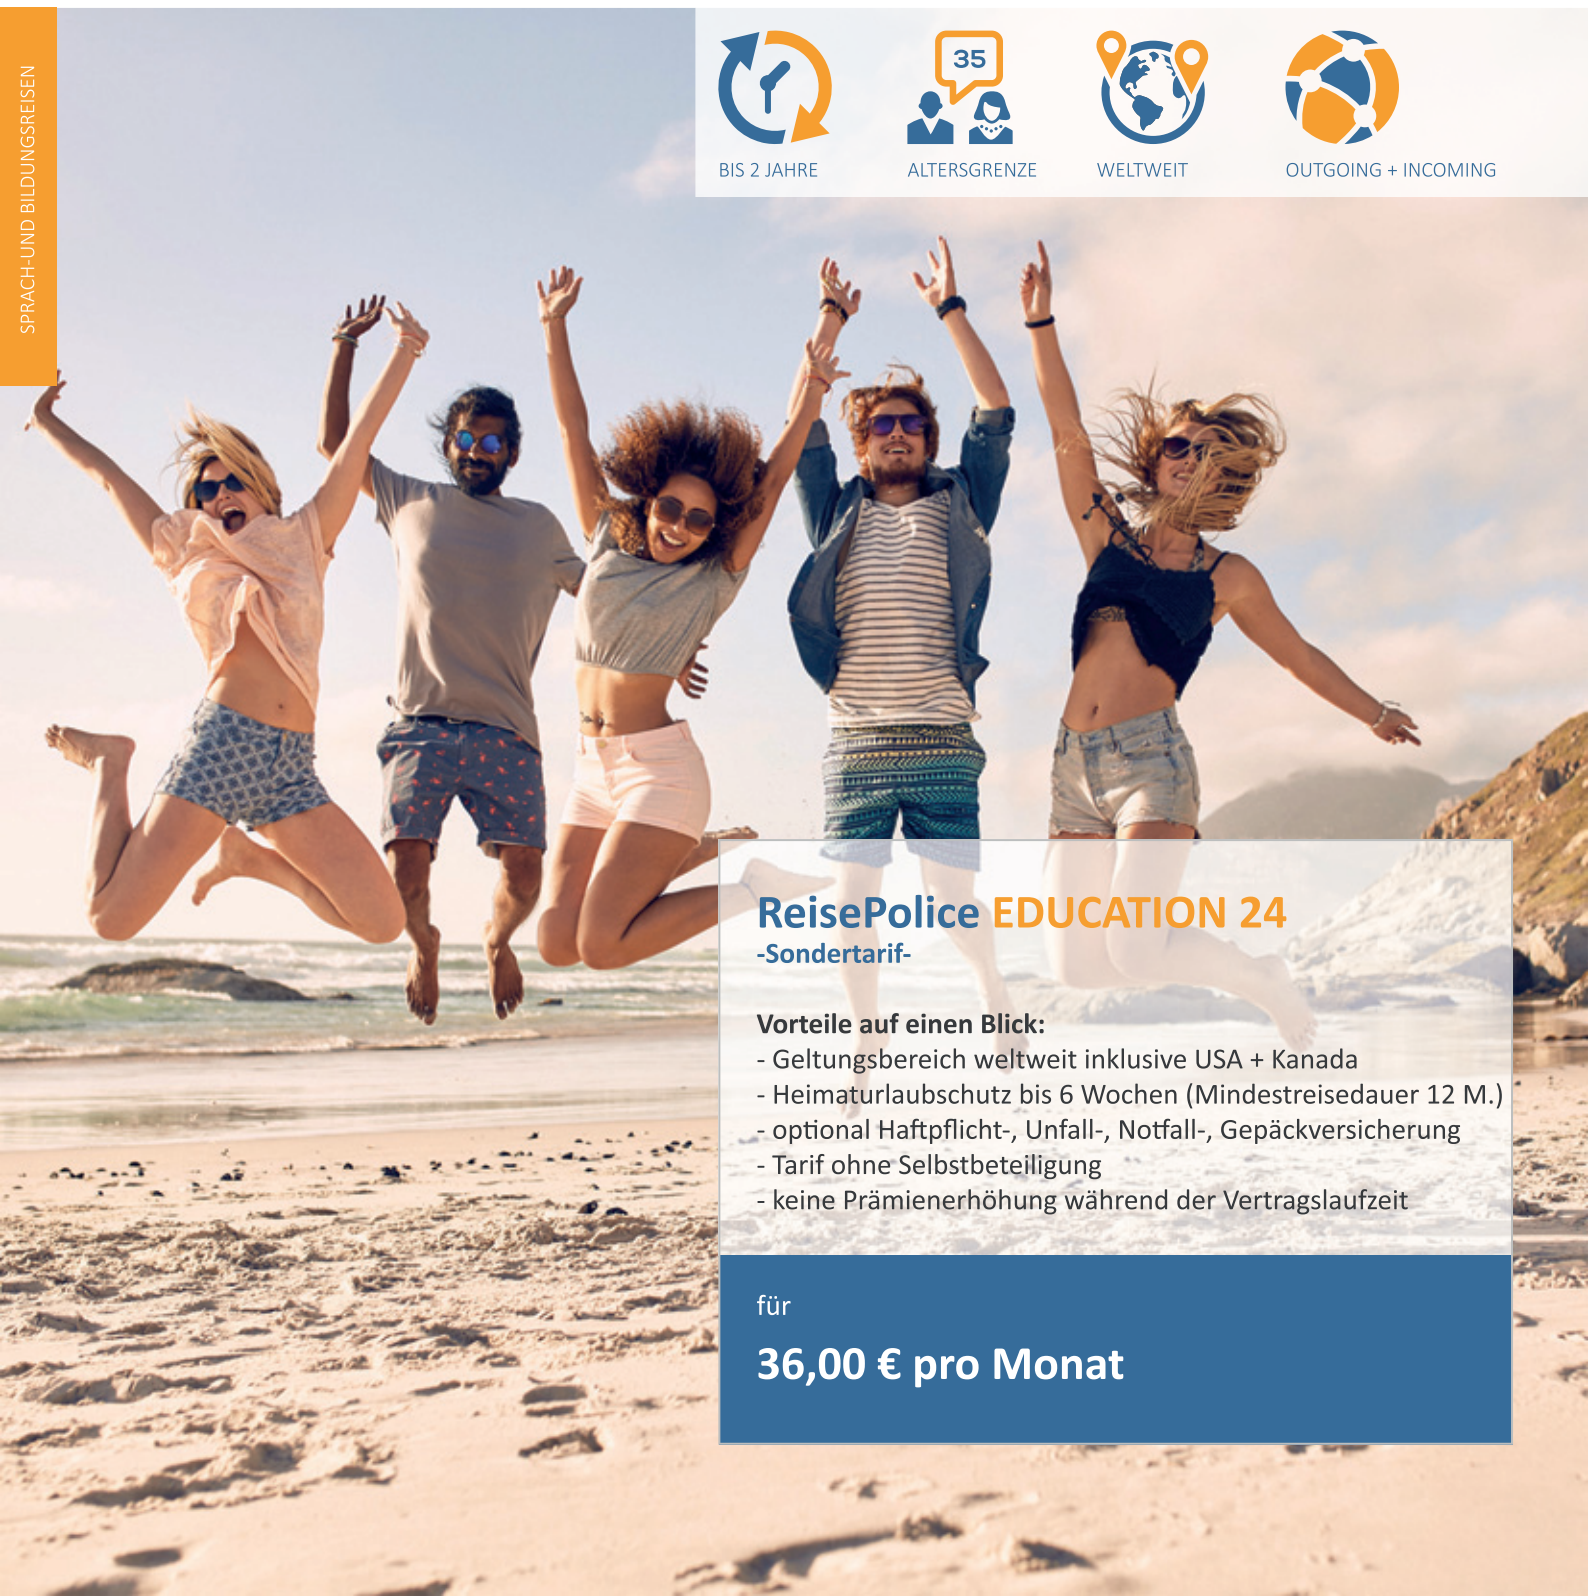 SPRACH-UND BILDUNGSREISEN
35
BIS 2 JAHRE
ALTERSGRENZE
WELTWEIT
OUTGOING + INCOMING
ReisePolice EDUCATION 24
-Sondertarif-
Vorteile auf einen Blick:
- Geltungsbereich weltweit inklusive USA + Kanada
- Heimaturlaubschutz bis 6 Wochen (Mindestreisedauer 12 M.)
- optional Haftpflicht-, Unfall-, Notfall-, Gepäckversicherung
- Tarif ohne Selbstbeteiligung
- keine Prämienerhöhung während der Vertragslaufzeit
für
36,00 € pro Monat